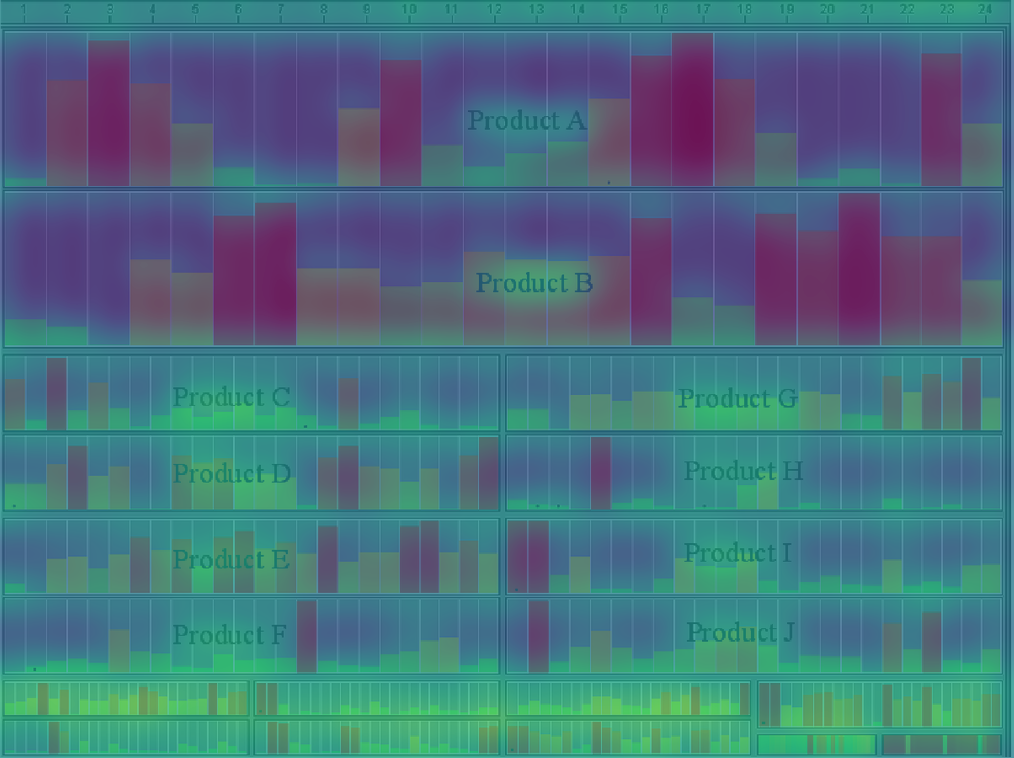 1 2 3 4 5 6 7 8 9 10 11 12 13 14 15 16 17 18 19 20 21 22 23 24
Product A
Product B
Product C
Product G
Product D
Product H
Product E
Product I
Product F
Product J